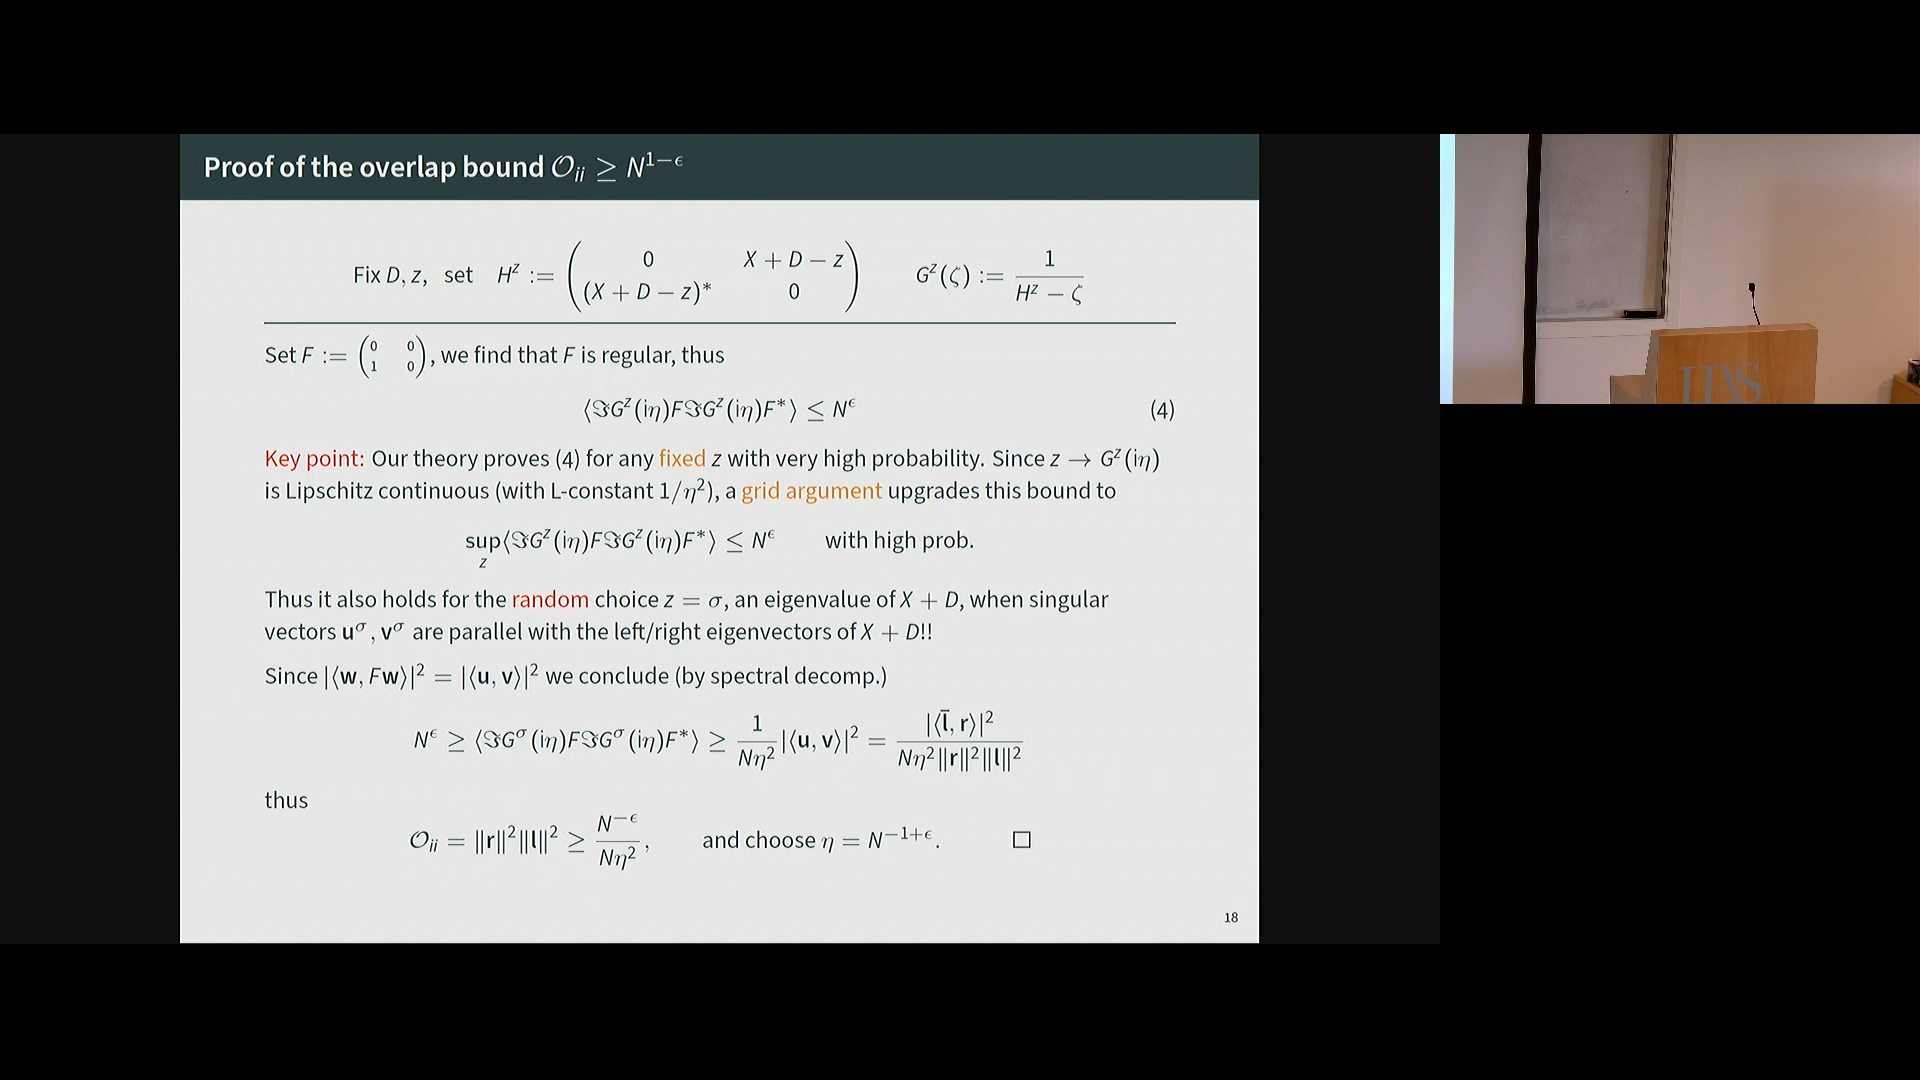 Proof of the overlap bound 𝒪ᵢᵢ ≥ N^{1−ϵ}
Fix D, z, set H^z := ( 0 X + D − z ; (X + D − z)* 0 ) G^z(ζ) := 1 / (H^z − ζ)
Set F := ( 0 0 ; 1 0 ), we find that F is regular, thus
⟨ℑG^z(iη)FℑG^z(iη)F*⟩ ≤ N^ϵ (4)
Key point: Our theory proves (4) for any fixed z with very high probability. Since z → G^z(iη)
is Lipschitz continuous (with L-constant 1/η²), a grid argument upgrades this bound to
sup_z ⟨ℑG^z(iη)FℑG^z(iη)F*⟩ ≤ N^ϵ with high prob.
Thus it also holds for the random choice z = σ, an eigenvalue of X + D, when singular
vectors u^σ, v^σ are parallel with the left/right eigenvectors of X + D!!
Since |⟨w, Fw⟩|² = |⟨u, v⟩|² we conclude (by spectral decomp.)
N^ϵ ≥ ⟨ℑG^σ(iη)FℑG^σ(iη)F*⟩ ≥ 1/(Nη²) |⟨u, v⟩|² = |⟨l̄, r⟩|² / (Nη²‖r‖²‖l‖²)
thus
𝒪ᵢᵢ = ‖r‖²‖l‖² ≥ N^{−ϵ} / (Nη²), and choose η = N^{−1+ϵ}. □
18